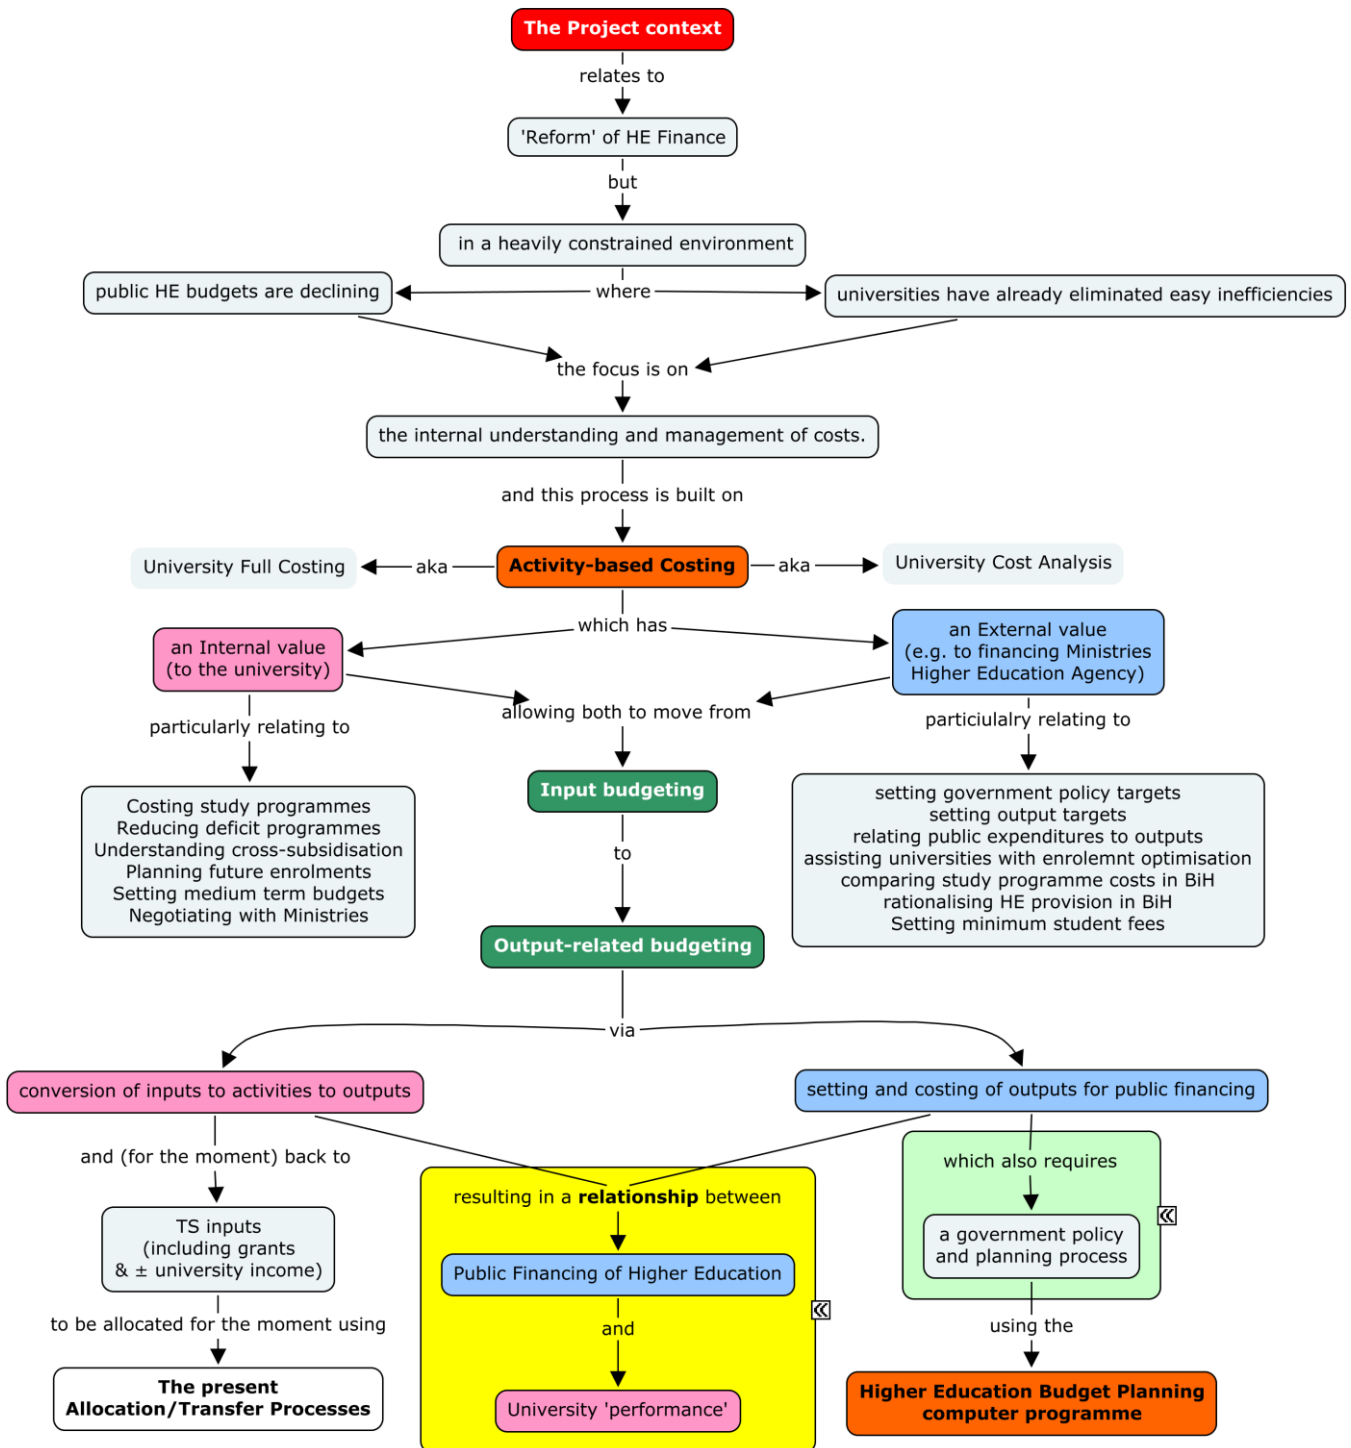 The Project context
relates to
'Reform' of HE Finance
but
in a heavily constrained environment
public HE budgets are declining
where
universities have already eliminated easy inefficiencies
the focus is on
the internal understanding and management of costs.
and this process is built on
University Full Costing
aka
Activity-based Costing
aka
University Cost Analysis
which has
an Internal value
(to the university)
an External value
(e.g. to financing Ministries
Higher Education Agency)
allowing both to move from
particularly relating to
particiulalry relating to
Input budgeting
Costing study programmes
Reducing deficit programmes
Understanding cross-subsidisation
Planning future enrolments
Setting medium term budgets
Negotiating with Ministries
setting government policy targets
setting output targets
relating public expenditures to outputs
assisting universities with enrolemnt optimisation
comparing study programme costs in BiH
rationalising HE provision in BiH
Setting minimum student fees
to
Output-related budgeting
via
conversion of inputs to activities to outputs
setting and costing of outputs for public financing
and (for the moment) back to
TS inputs
(including grants
& ± university income)
to be allocated for the moment using
The present
Allocation/Transfer Processes
resulting in a relationship between
Public Financing of Higher Education
and
University 'performance'
which also requires
a government policy
and planning process
using the
Higher Education Budget Planning
computer programme